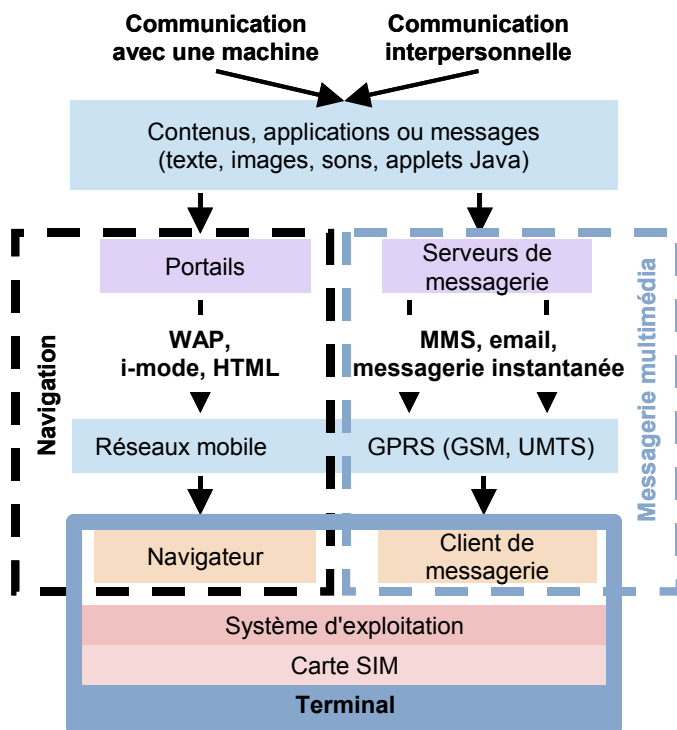 Communication
avec une machine
Communication
interpersonnelle
Contenus, applications ou messages
(texte, images, sons, applets Java)
Navigation
Portails
WAP,
i-mode, HTML
Serveurs de
messagerie
MMS, email,
messagerie instantanée
Messagerie multimédia
Réseaux mobile
GPRS (GSM, UMTS)
Navigateur
Client de
messagerie
Système d'exploitation
Carte SIM
Terminal